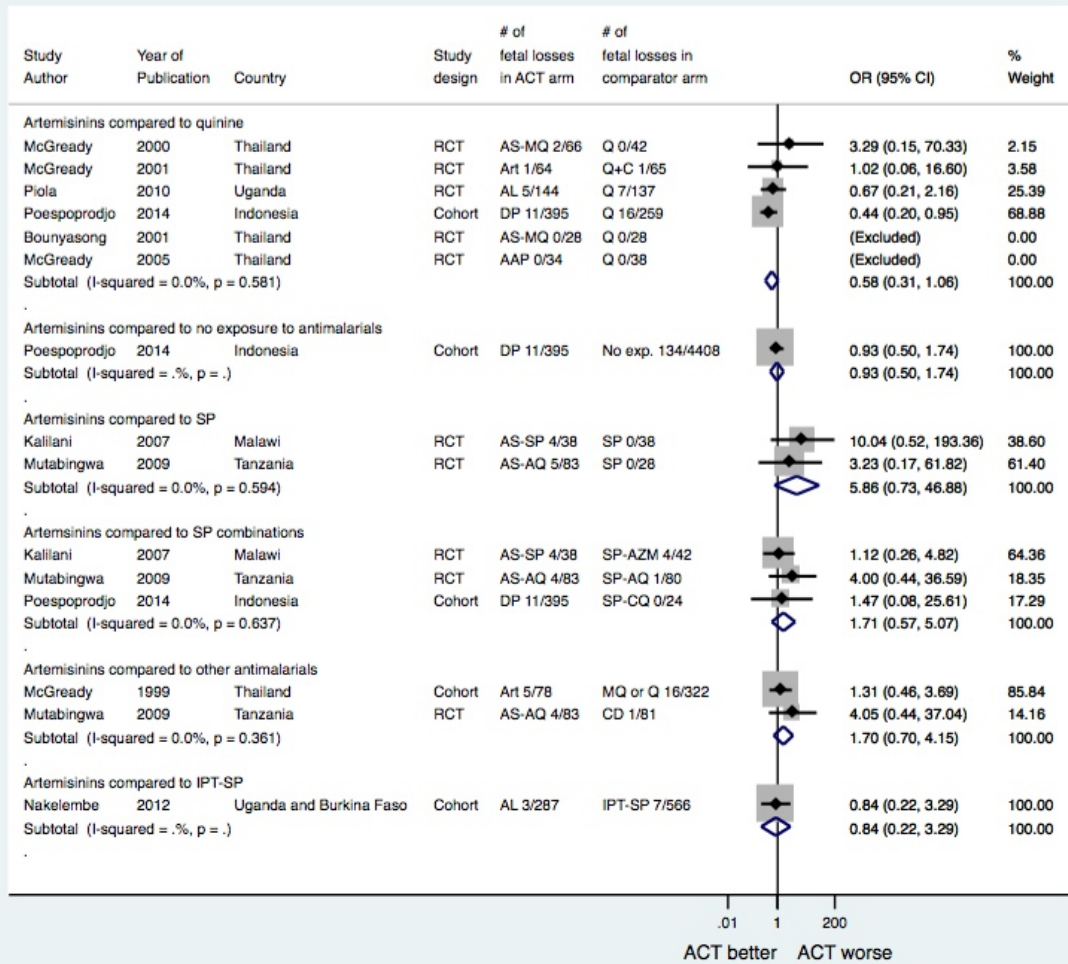 # of # of
Study Year of Study fetal losses fetal losses in %
Author Publication Country design in ACT arm comparator arm OR (95% CI) Weight
Artemisinins compared to quinine
McGready 2000 Thailand RCT AS-MQ 2/66 Q 0/42 3.29 (0.15, 70.33) 2.15
McGready 2001 Thailand RCT Art 1/64 Q+C 1/65 1.02 (0.06, 16.60) 3.58
Piola 2010 Uganda RCT AL 5/144 Q 7/137 0.67 (0.21, 2.16) 25.39
Poespoprodjo 2014 Indonesia Cohort DP 11/395 Q 16/259 0.44 (0.20, 0.95) 68.88
Bounyasong 2001 Thailand RCT AS-MQ 0/28 Q 0/28 (Excluded) 0.00
McGready 2005 Thailand RCT AAP 0/34 Q 0/38 (Excluded) 0.00
Subtotal (I-squared = 0.0%, p = 0.581) 0.58 (0.31, 1.06) 100.00
.
Artemisinins compared to no exposure to antimalarials
Poespoprodjo 2014 Indonesia Cohort DP 11/395 No exp. 134/4408 0.93 (0.50, 1.74) 100.00
Subtotal (I-squared = .%, p = .) 0.93 (0.50, 1.74) 100.00
.
Artemisinins compared to SP
Kalilani 2007 Malawi RCT AS-SP 4/38 SP 0/38 10.04 (0.52, 193.36) 38.60
Mutabingwa 2009 Tanzania RCT AS-AQ 5/83 SP 0/28 3.23 (0.17, 61.82) 61.40
Subtotal (I-squared = 0.0%, p = 0.594) 5.86 (0.73, 46.88) 100.00
.
Artemsinins compared to SP combinations
Kalilani 2007 Malawi RCT AS-SP 4/38 SP-AZM 4/42 1.12 (0.26, 4.82) 64.36
Mutabingwa 2009 Tanzania RCT AS-AQ 4/83 SP-AQ 1/80 4.00 (0.44, 36.59) 18.35
Poespoprodjo 2014 Indonesia Cohort DP 11/395 SP-CQ 0/24 1.47 (0.08, 25.61) 17.29
Subtotal (I-squared = 0.0%, p = 0.637) 1.71 (0.57, 5.07) 100.00
.
Artemisinins compared to other antimalarials
McGready 1999 Thailand Cohort Art 5/78 MQ or Q 16/322 1.31 (0.46, 3.69) 85.84
Mutabingwa 2009 Tanzania RCT AS-AQ 4/83 CD 1/81 4.05 (0.44, 37.04) 14.16
Subtotal (I-squared = 0.0%, p = 0.361) 1.70 (0.70, 4.15) 100.00
.
Artemisinins compared to IPT-SP
Nakelembe 2012 Uganda and Burkina Faso Cohort AL 3/287 IPT-SP 7/566 0.84 (0.22, 3.29) 100.00
Subtotal (I-squared = .%, p = .) 0.84 (0.22, 3.29) 100.00
.
.01 1 200
ACT better ACT worse